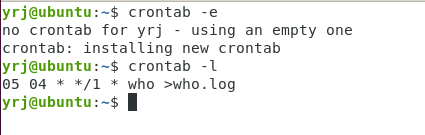 yrj@ubuntu:~$ crontab -e
no crontab for yrj - using an empty one
crontab: installing new crontab
yrj@ubuntu:~$ crontab -l
05 04 * */1 * who >who.log
yrj@ubuntu:~$